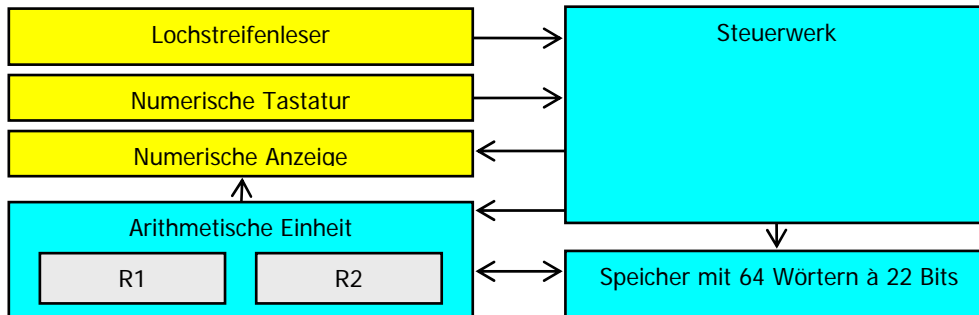 Lochstreifenleser
Steuerwerk
Numerische Tastatur
Numerische Anzeige
Arithmetische Einheit
R1
R2
Speicher mit 64 Wörtern à 22 Bits